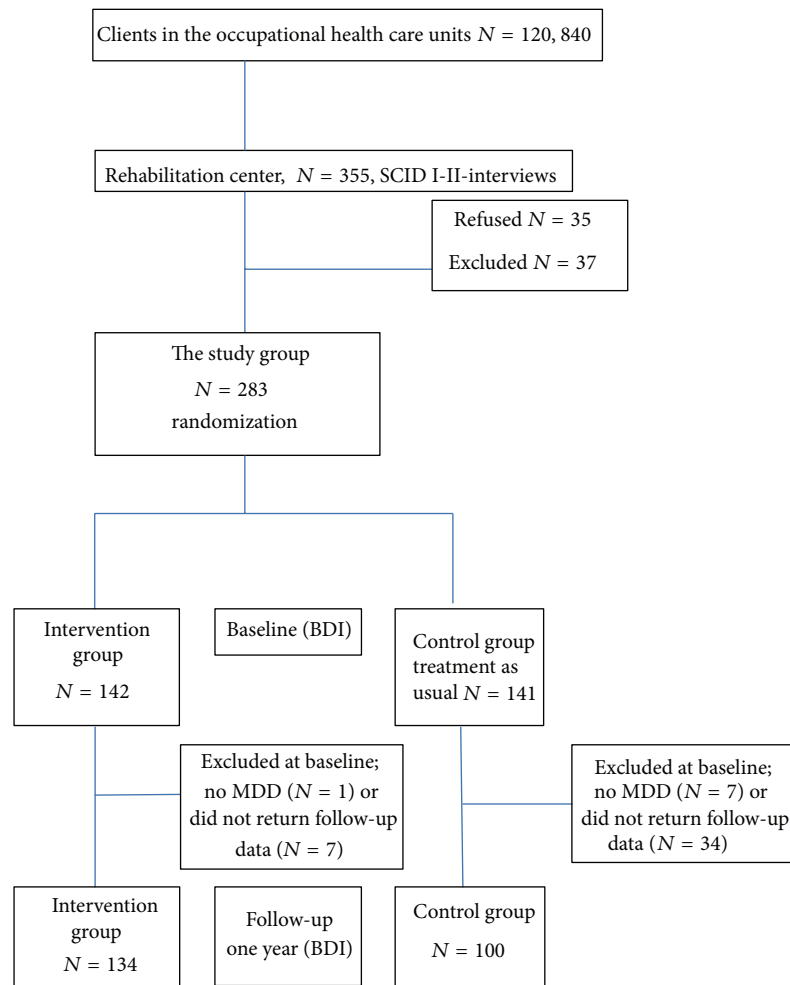 Clients in the occupational health care units N = 120, 840
Rehabilitation center, N = 355, SCID I-II-interviews
Refused N = 35
Excluded N = 37
The study group
N = 283
randomization
Intervention
group
N = 142
Baseline (BDI)
Control group
treatment as
usual N = 141
Excluded at baseline;
no MDD (N = 1) or
did not return follow-up
data (N = 7)
Excluded at baseline;
no MDD (N = 7) or
did not return follow-up
data (N = 34)
Intervention
group
N = 134
Follow-up
one year (BDI)
Control group
N = 100